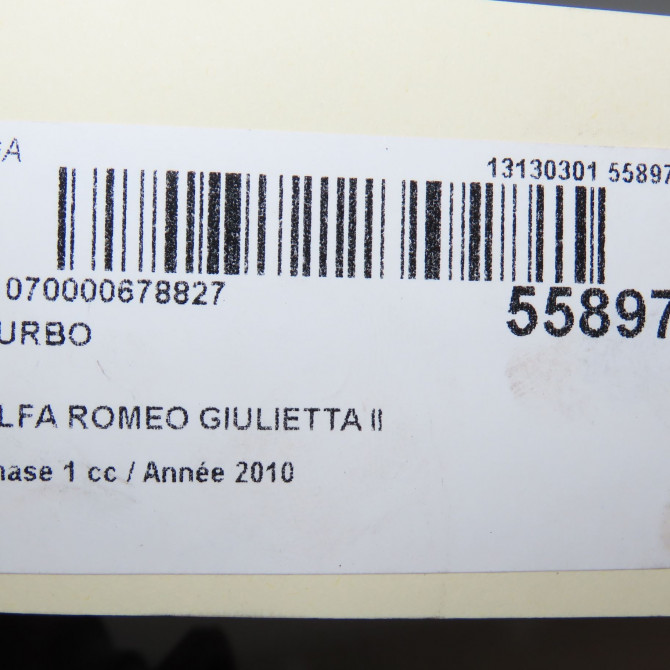 13130301 55897
070000678827
55897
URBO
LFA ROMEO GIULIETTA II
hase 1 cc / Année 2010